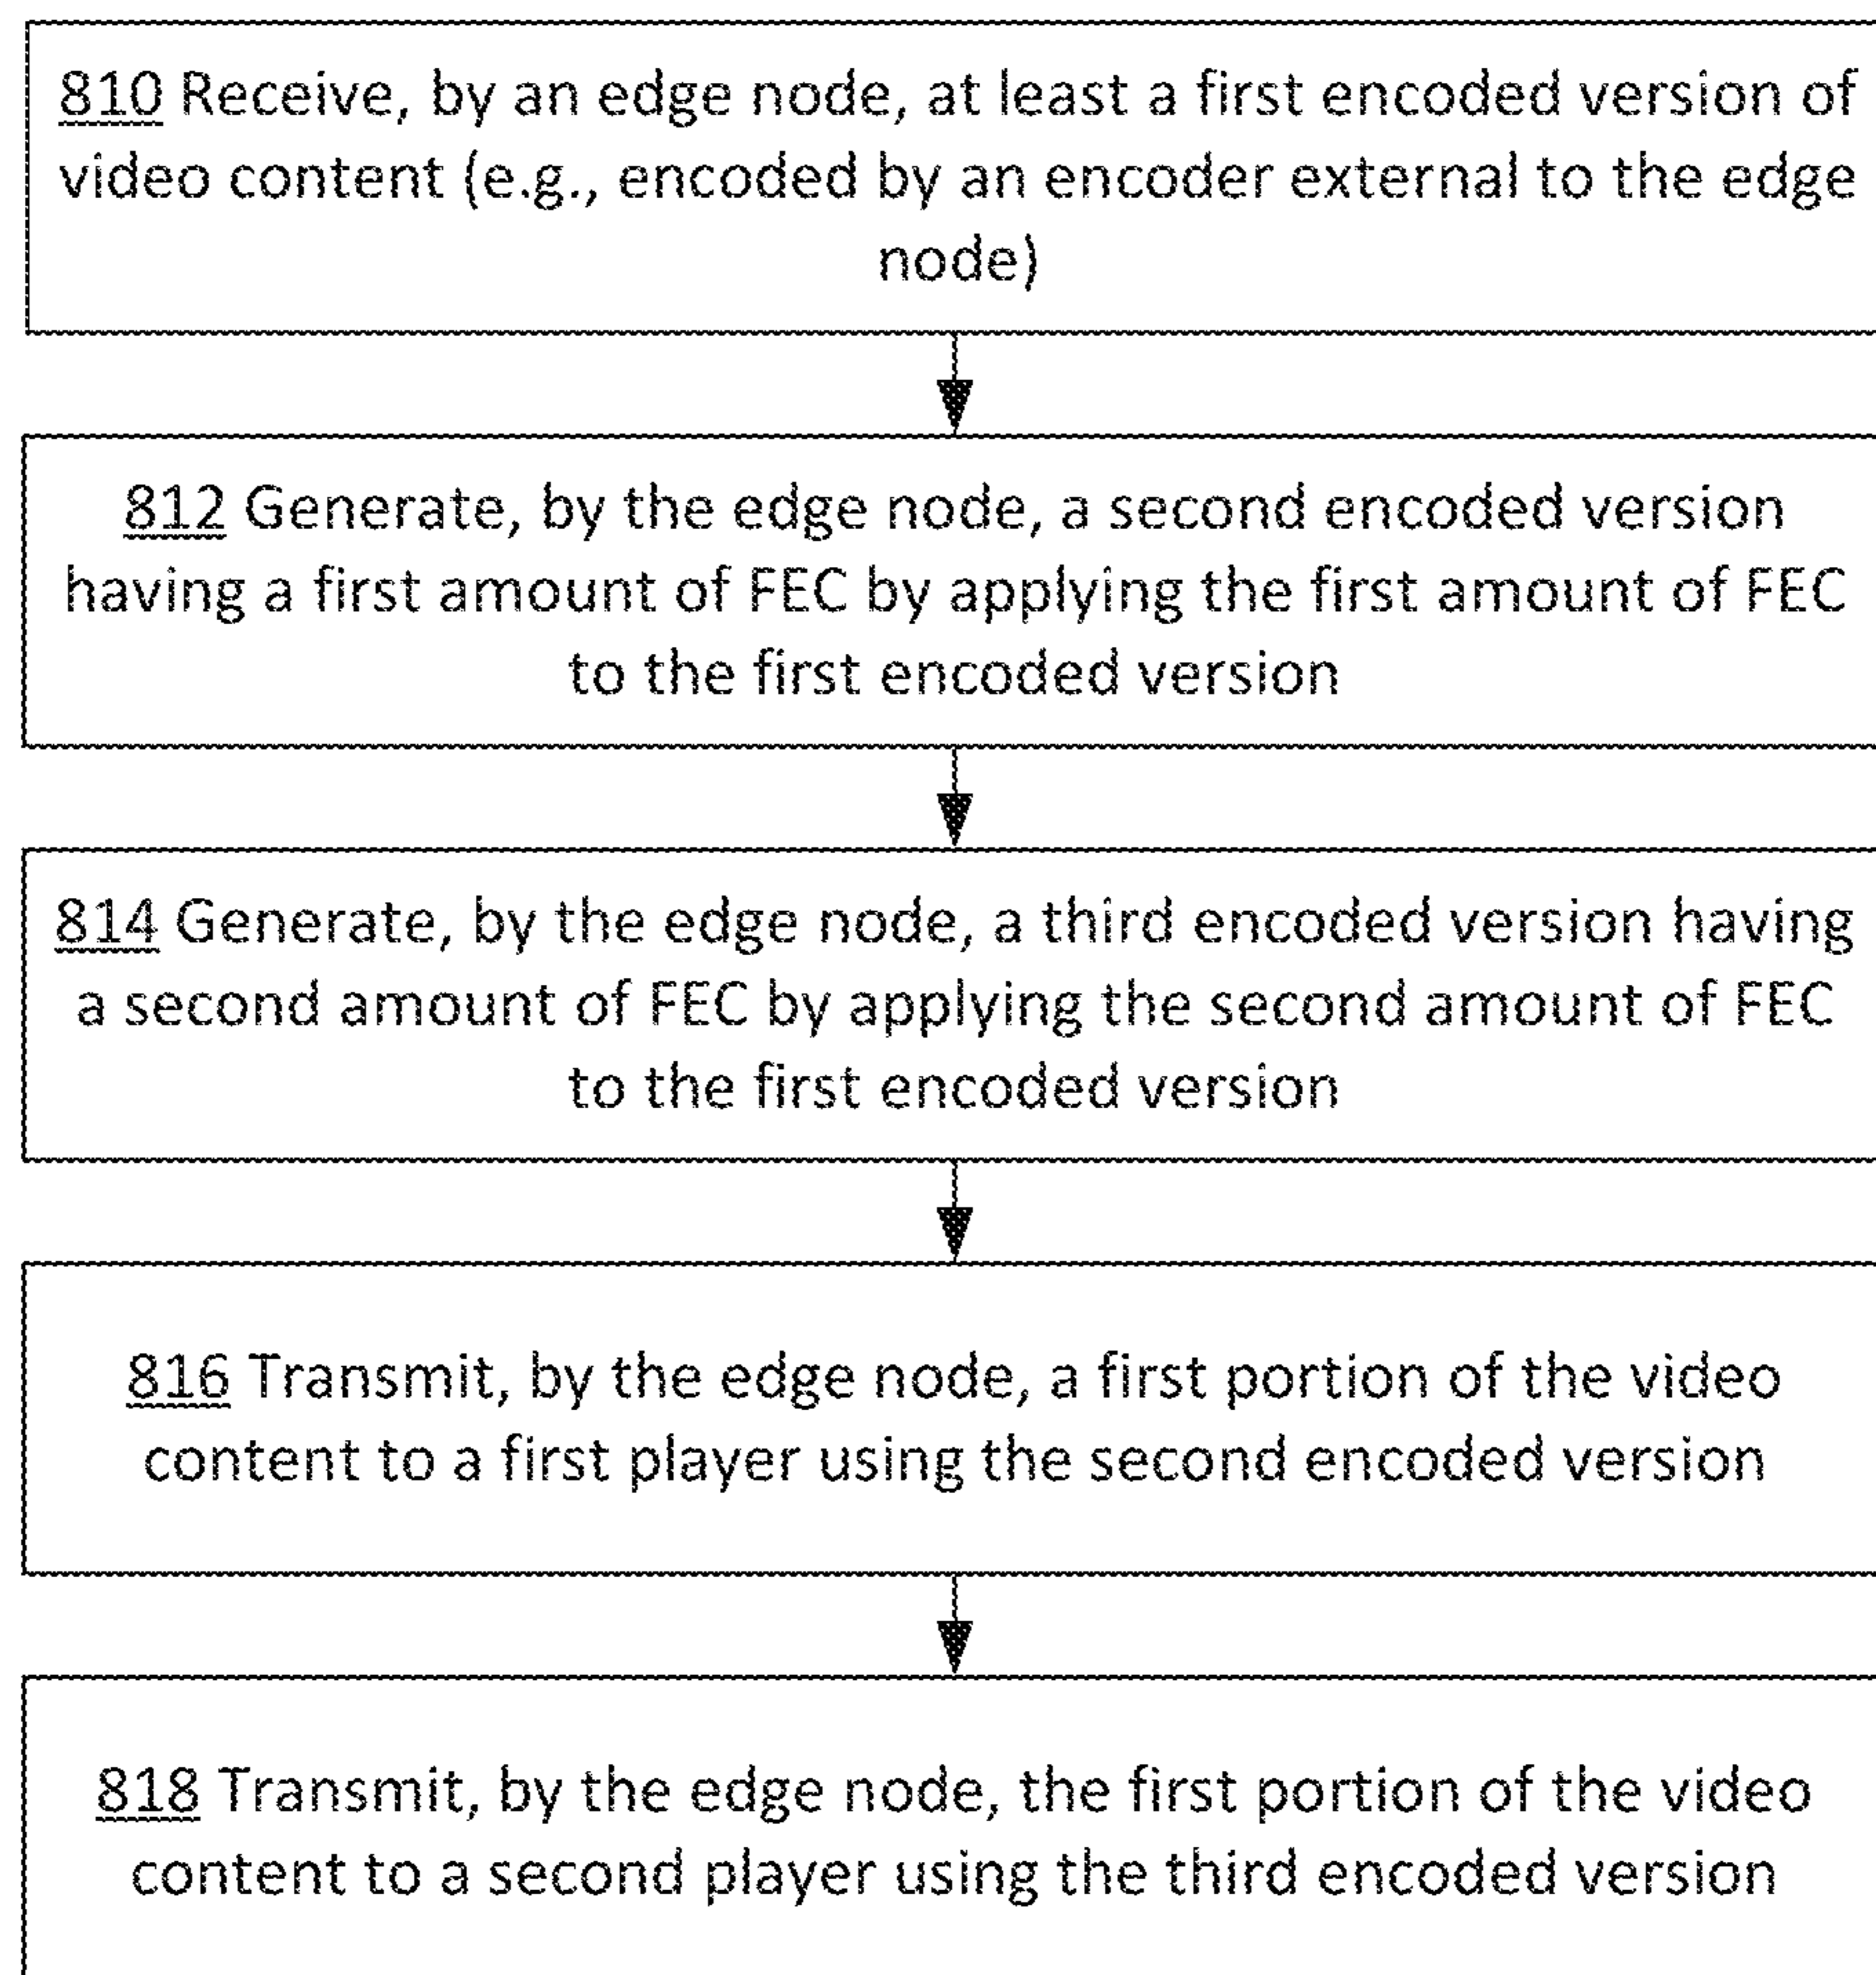 810 Receive, by an edge node, at least a first encoded version of
video content (e.g., encoded by an encoder external to the edge
node)
812 Generate, by the edge node, a second encoded version
having a first amount of FEC by applying the first amount of FEC
to the first encoded version
814 Generate, by the edge node, a third encoded version having
a second amount of FEC by applying the second amount of FEC
to the first encoded version
816 Transmit, by the edge node, a first portion of the video
content to a first player using the second encoded version
818 Transmit, by the edge node, the first portion of the video
content to a second player using the third encoded version